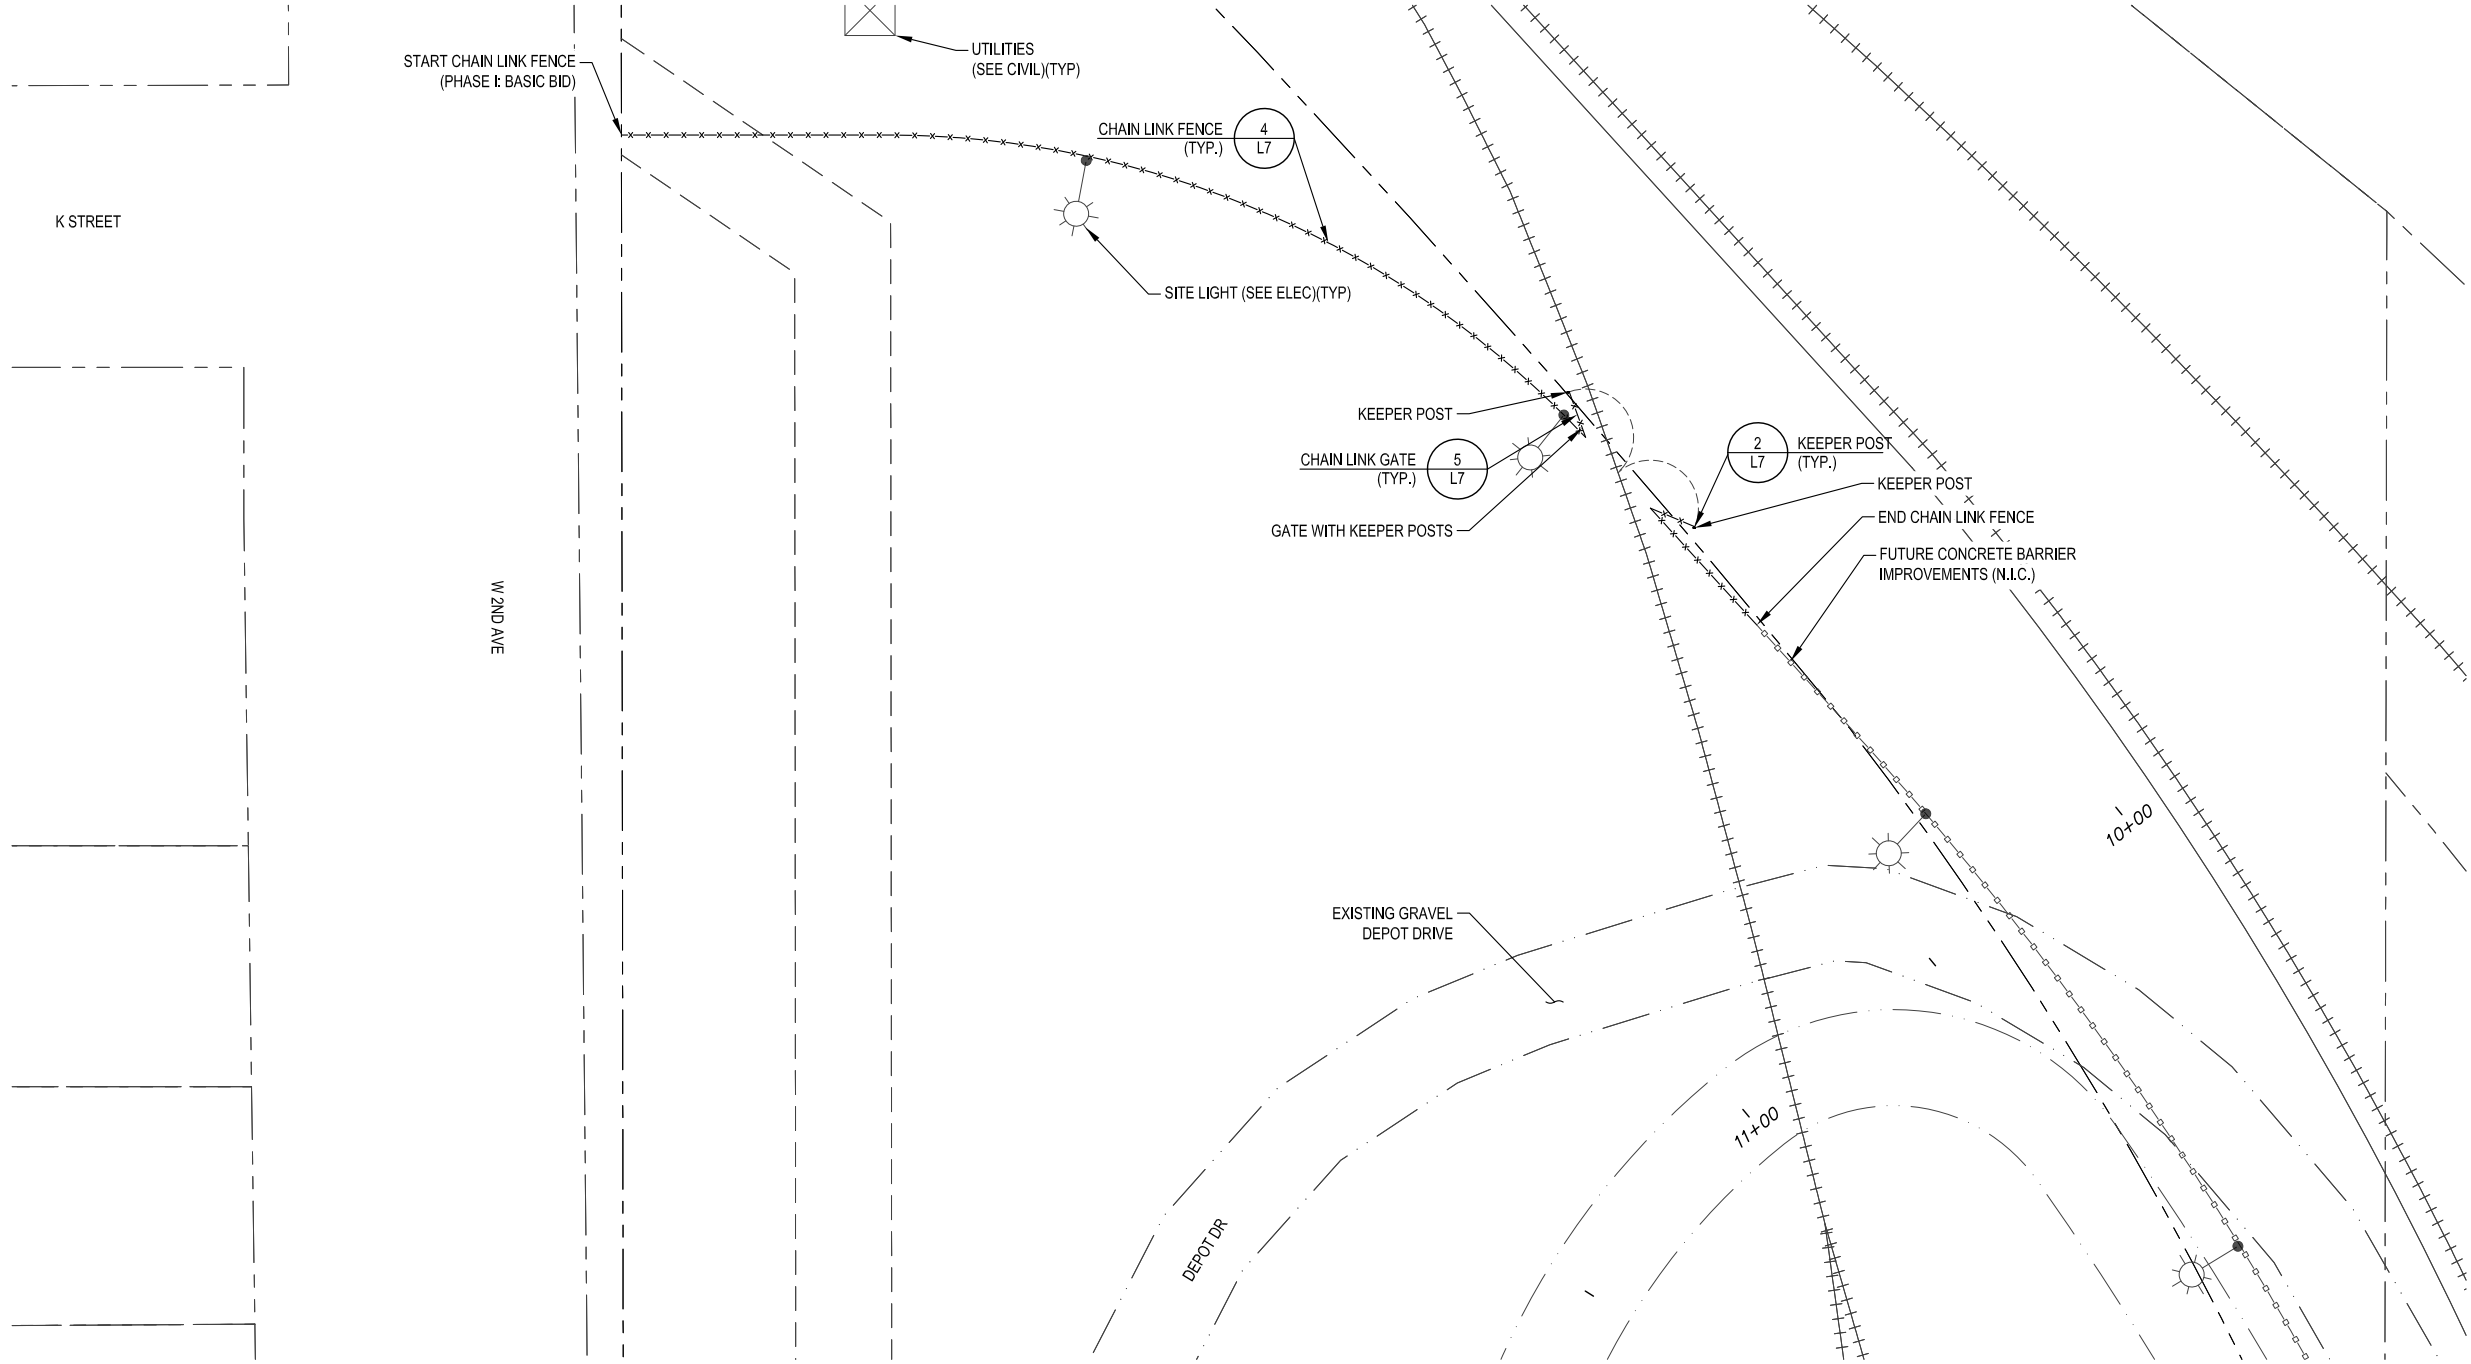 UTILITIES
(SEE CIVIL)(TYP)
START CHAIN LINK FENCE
(PHASE I: BASIC BID)
CHAIN LINK FENCE
(TYP.)
4
L7
K STREET
SITE LIGHT (SEE ELEC)(TYP)
KEEPER POST
CHAIN LINK GATE
(TYP.)
5
L7
GATE WITH KEEPER POSTS
2
L7
KEEPER POST
(TYP.)
KEEPER POST
END CHAIN LINK FENCE
FUTURE CONCRETE BARRIER
IMPROVEMENTS (N.I.C.)
W 2ND AVE
10+00
EXISTING GRAVEL
DEPOT DRIVE
11+00
DEPOT DR